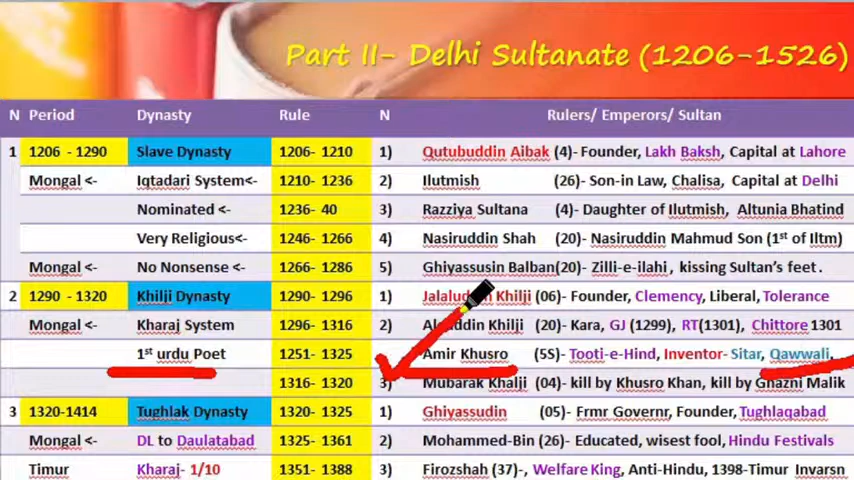 Part II- Delhi Sultanate (1206-1526)
N Period Dynasty Rule N Rulers/ Emperors/ Sultan
1 1206 - 1290 Slave Dynasty 1206- 1210 1) Qutubuddin Aibak (4)- Founder, Lakh Baksh, Capital at Lahore
Mongal <- Iqtadari System<- 1210- 1236 2) Ilutmish (26)- Son-in Law, Chalisa, Capital at Delhi
Nominated <- 1236- 40 3) Razziya Sultana (4)- Daughter of Ilutmish, Altunia Bhatind
Very Religious<- 1246- 1266 4) Nasiruddin Shah (20)- Nasiruddin Mahmud Son (1st of Iltm)
Mongal <- No Nonsense <- 1266- 1286 5) Ghiyassusin Balban(20)- Zilli-e-ilahi, kissing Sultan's feet.
2 1290 - 1320 Khilji Dynasty 1290- 1296 1) Khilji (06)- Founder, Clemency, Liberal, Tolerance
Mongal <- Kharaj System 1296- 1316 2) Khilji (20)- Kara, GJ (1299), RT(1301), Chittore 1301
1st urdu Poet 1251- 1325 Amir Khusro (5S)- Tooti-e-Hind, Inventor- Sitar, Qawwali,
1316- 1320 3) Mubarak Khalji (04)- kill by Khusro Khan, kill by Ghazni Malik
3 1320-1414 Tughlak Dynasty 1320- 1325 1) Ghiyassudin (05)- Frmr Governr, Founder, Tughlaqabad
Mongal <- DL to Daulatabad 1325- 1361 2) Mohammed-Bin (26)- Educated, wisest fool, Hindu Festivals
Timur Kharaj- 1/10 1351- 1388 3) Firozshah (37)-, Welfare King, Anti-Hindu, 1398-Timur Invarsn